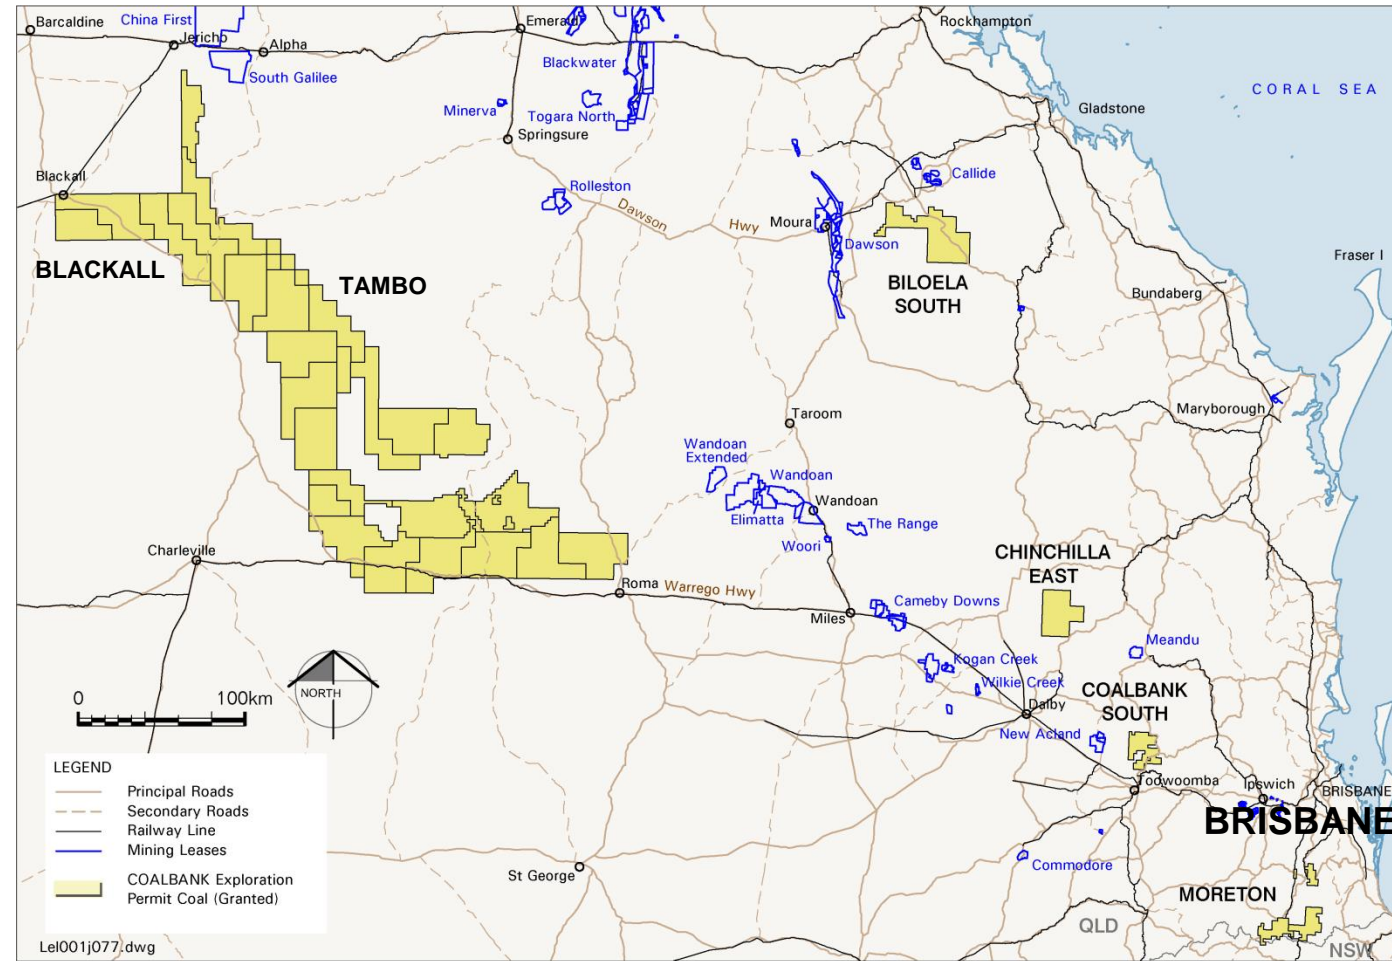 Barcaldine
China First
Jericho
Alpha
Emerald
Rockhampton
South Galilee
Blackwater
CORAL SEA
Minerva
Togara North
Gladstone
Springsure
Blackall
Rolleston
Callide
Dawson
Hwy
Moura
Dawson
BLACKALL
TAMBO
BILOELA
SOUTH
Fraser I
Bundaberg
Taroom
Maryborough
Wandoan
Extended
Wandoan
Wandoan
Elimatta
The Range
Woori
Charleville
CHINCHILLA
EAST
Roma
Warrego Hwy
Cameby Downs
Miles
Meandu
Kogan Creek
Wilkie Creek
COALBANK
SOUTH
Dalby
New Acland
NORTH
0
100km
Toowoomba
Ipswich
BRISBANE
BRISBANE
LEGEND
Principal Roads
Secondary Roads
Railway Line
Mining Leases
COALBANK Exploration
Permit Coal (Granted)
St George
Commodore
MORETON
QLD
NSW
Lel001j077.dwg